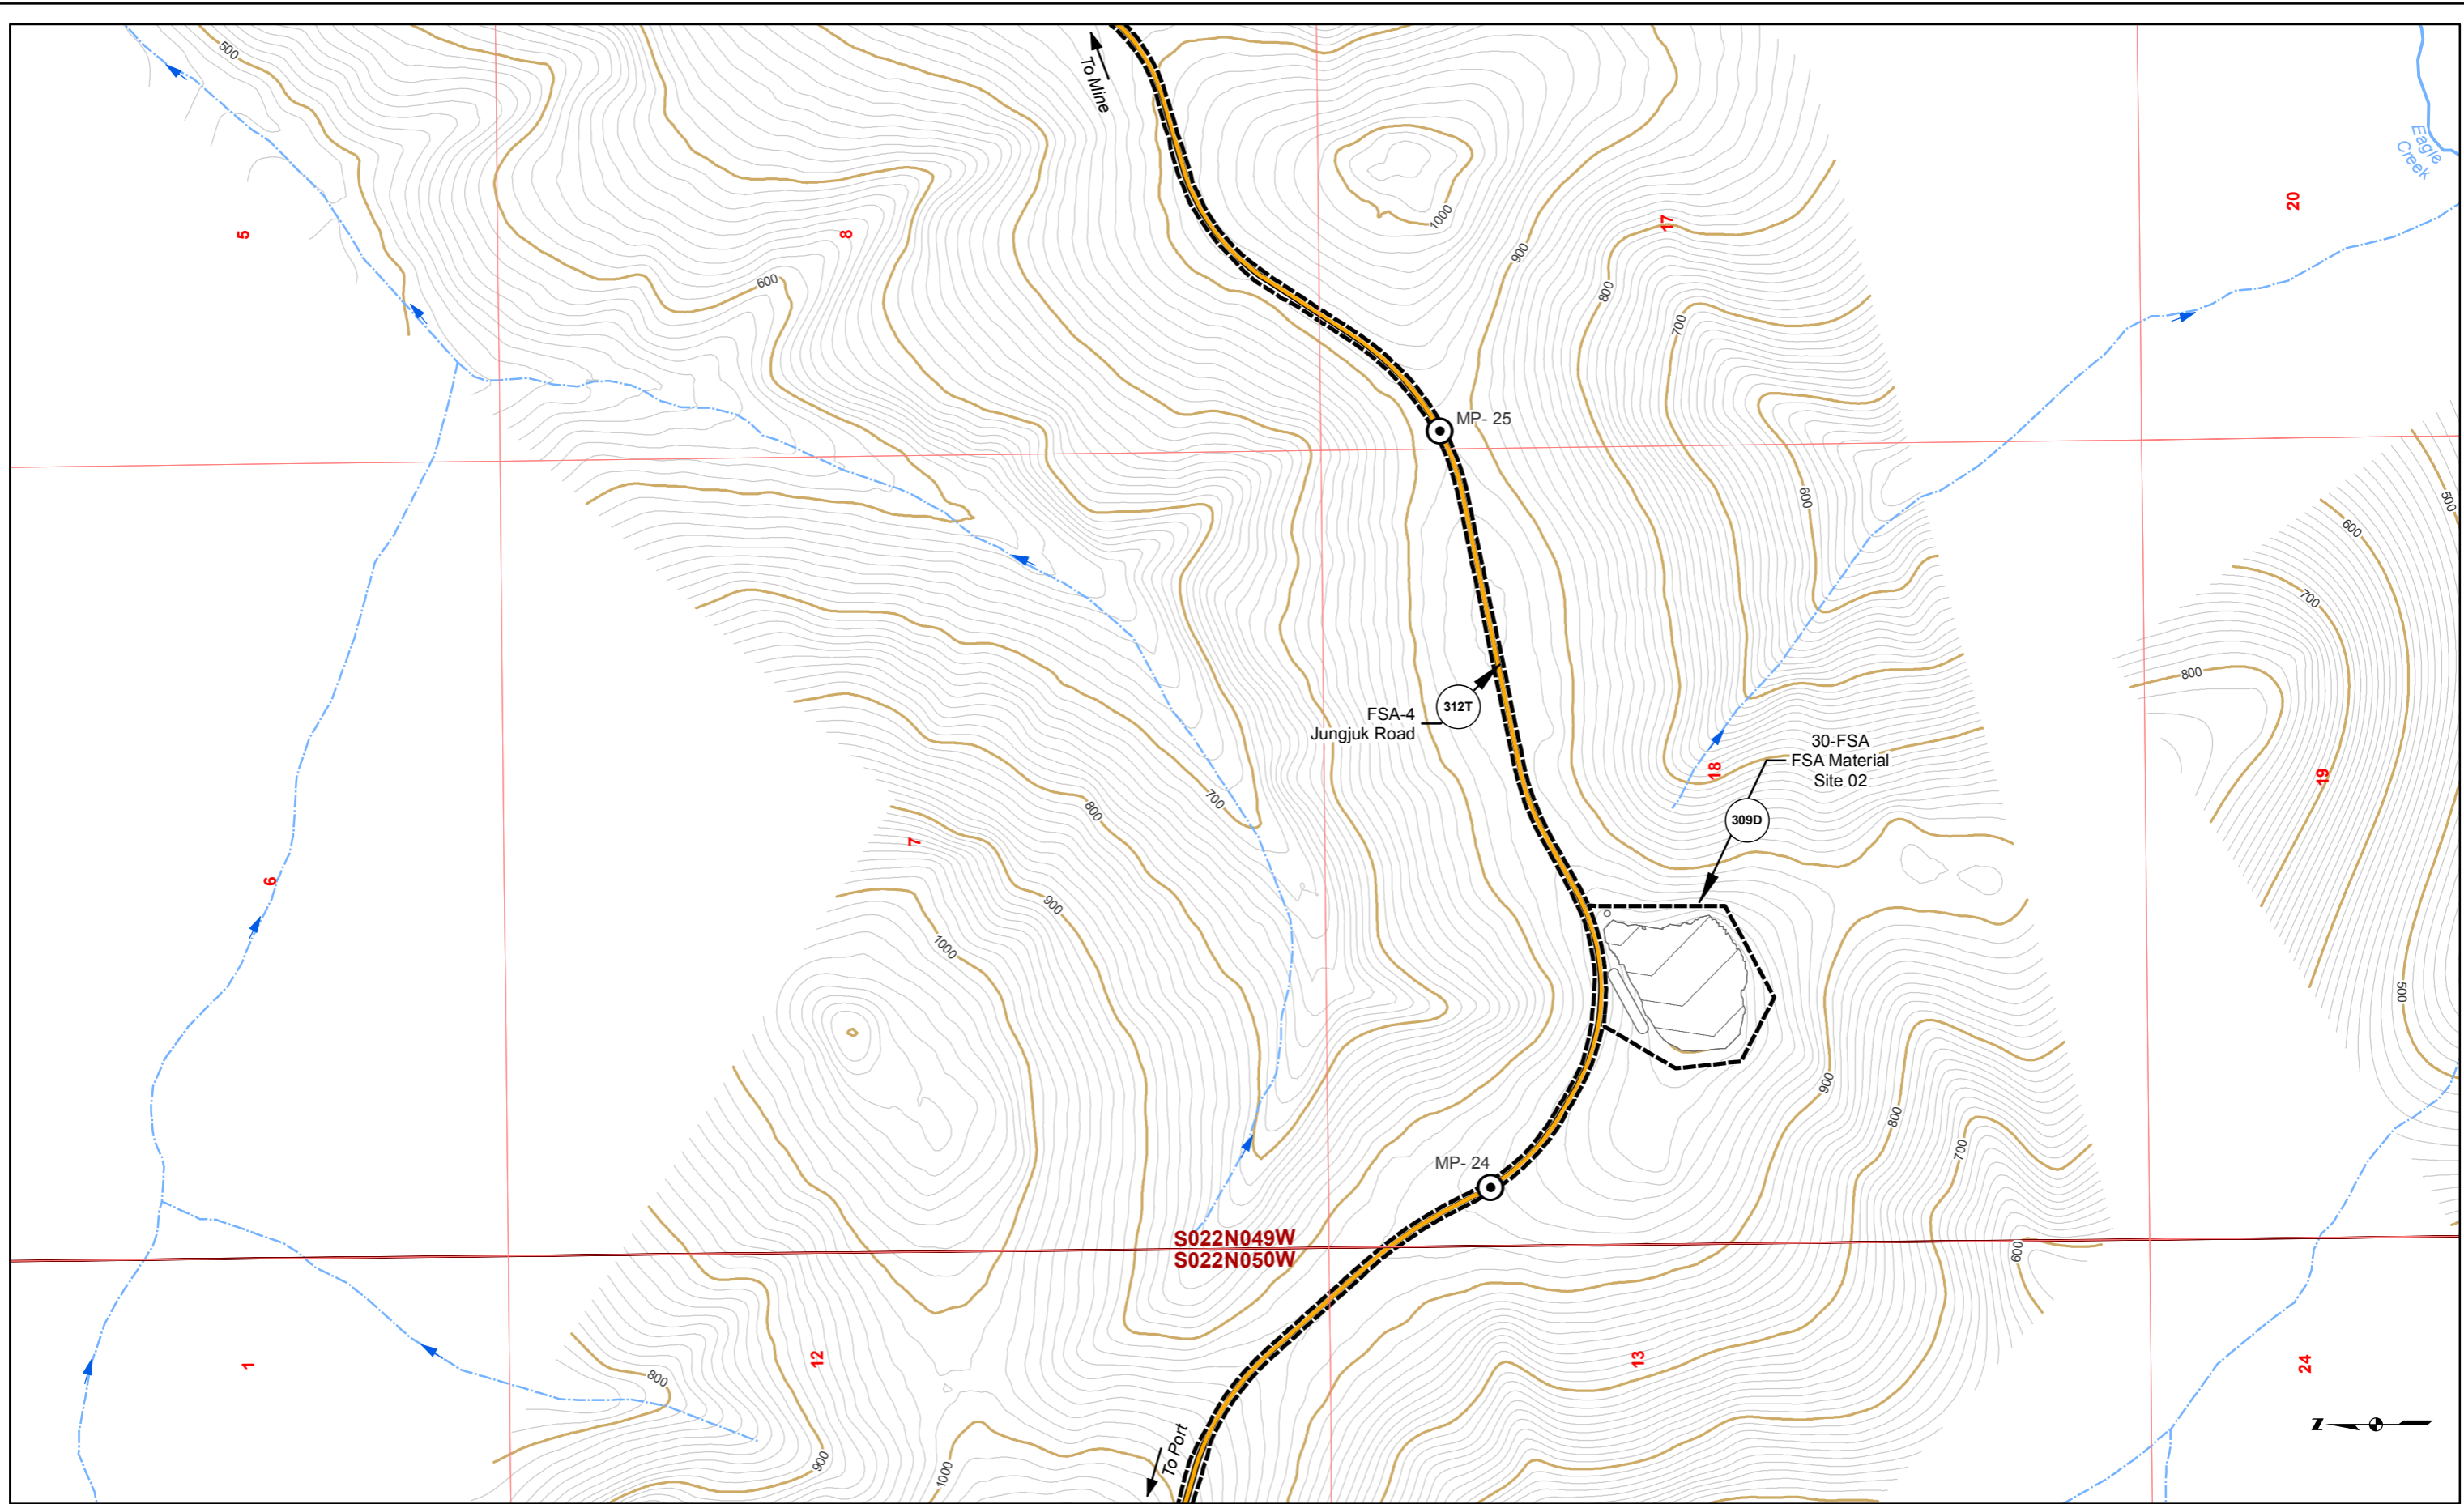 500
To Mine
Eagle
Creek
20
5
8
17
1000
900
600
800
700
MP- 25
600
500
600
700
800
FSA-4
Jungjuk Road
312T
30-FSA
FSA Material
Site 02
18
19
309D
700
800
7
6
900
1000
500
900
800
700
MP- 24
S022N049W
S022N050W
600
1
12
13
24
800
900
1000
To Port
N